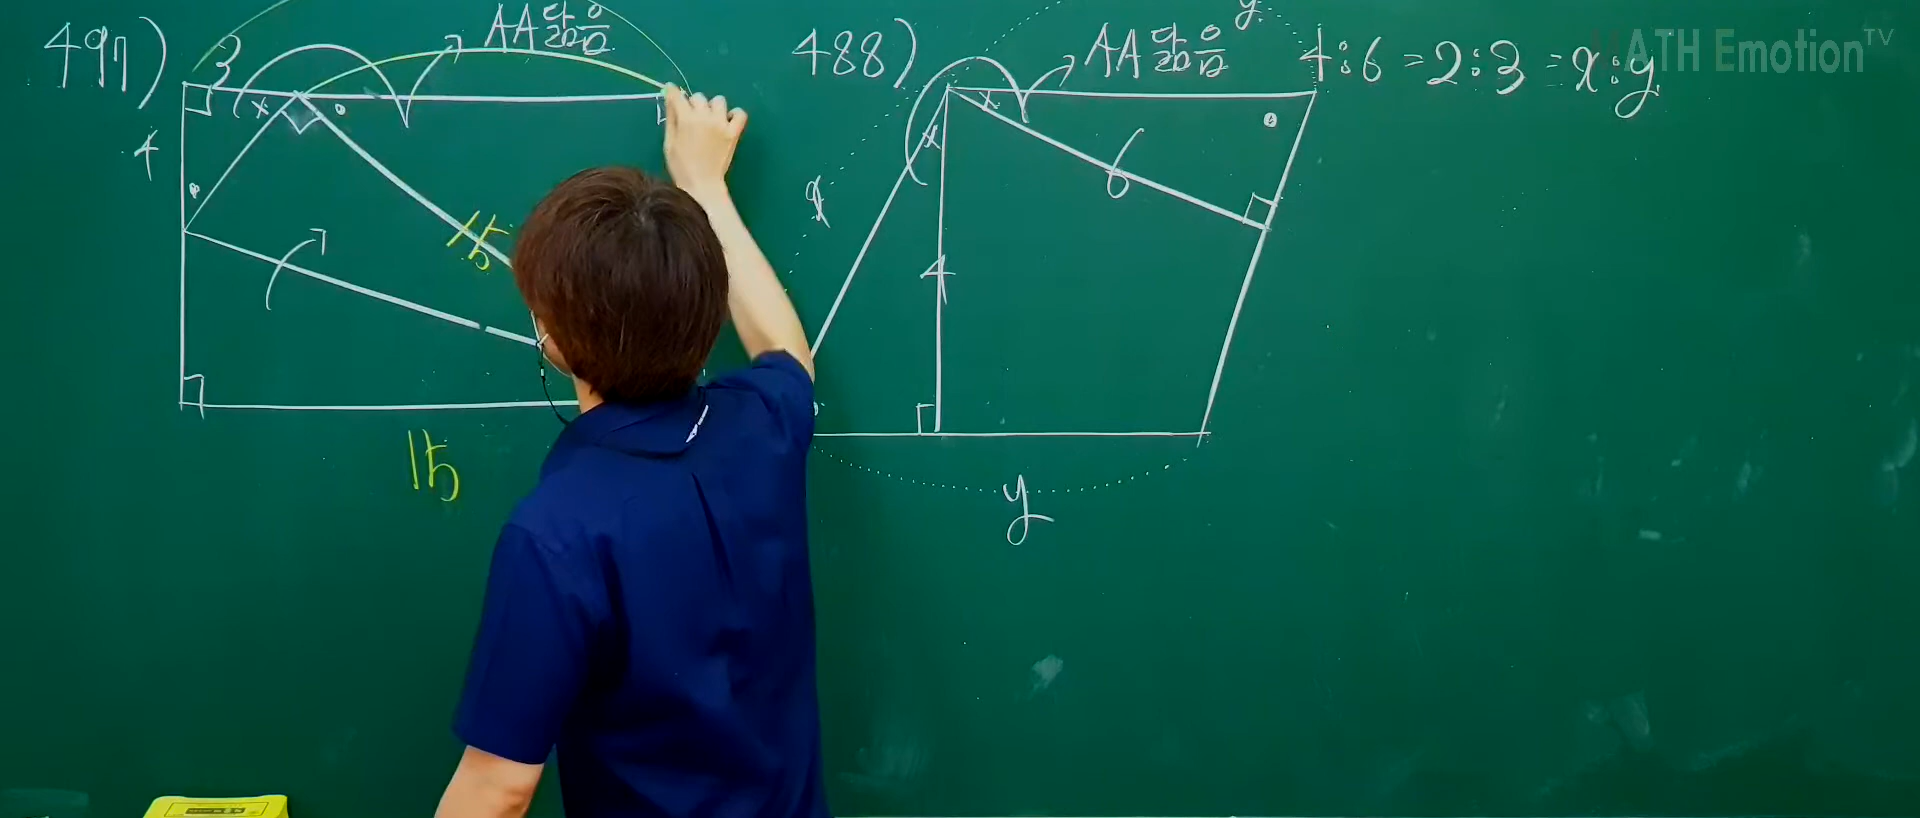 497)
3
AA닮음
x
4
15
15
488)
AA닮음
y
4:6=2:3=x:y
x
x
6
x
4
y
MATH Emotion TV